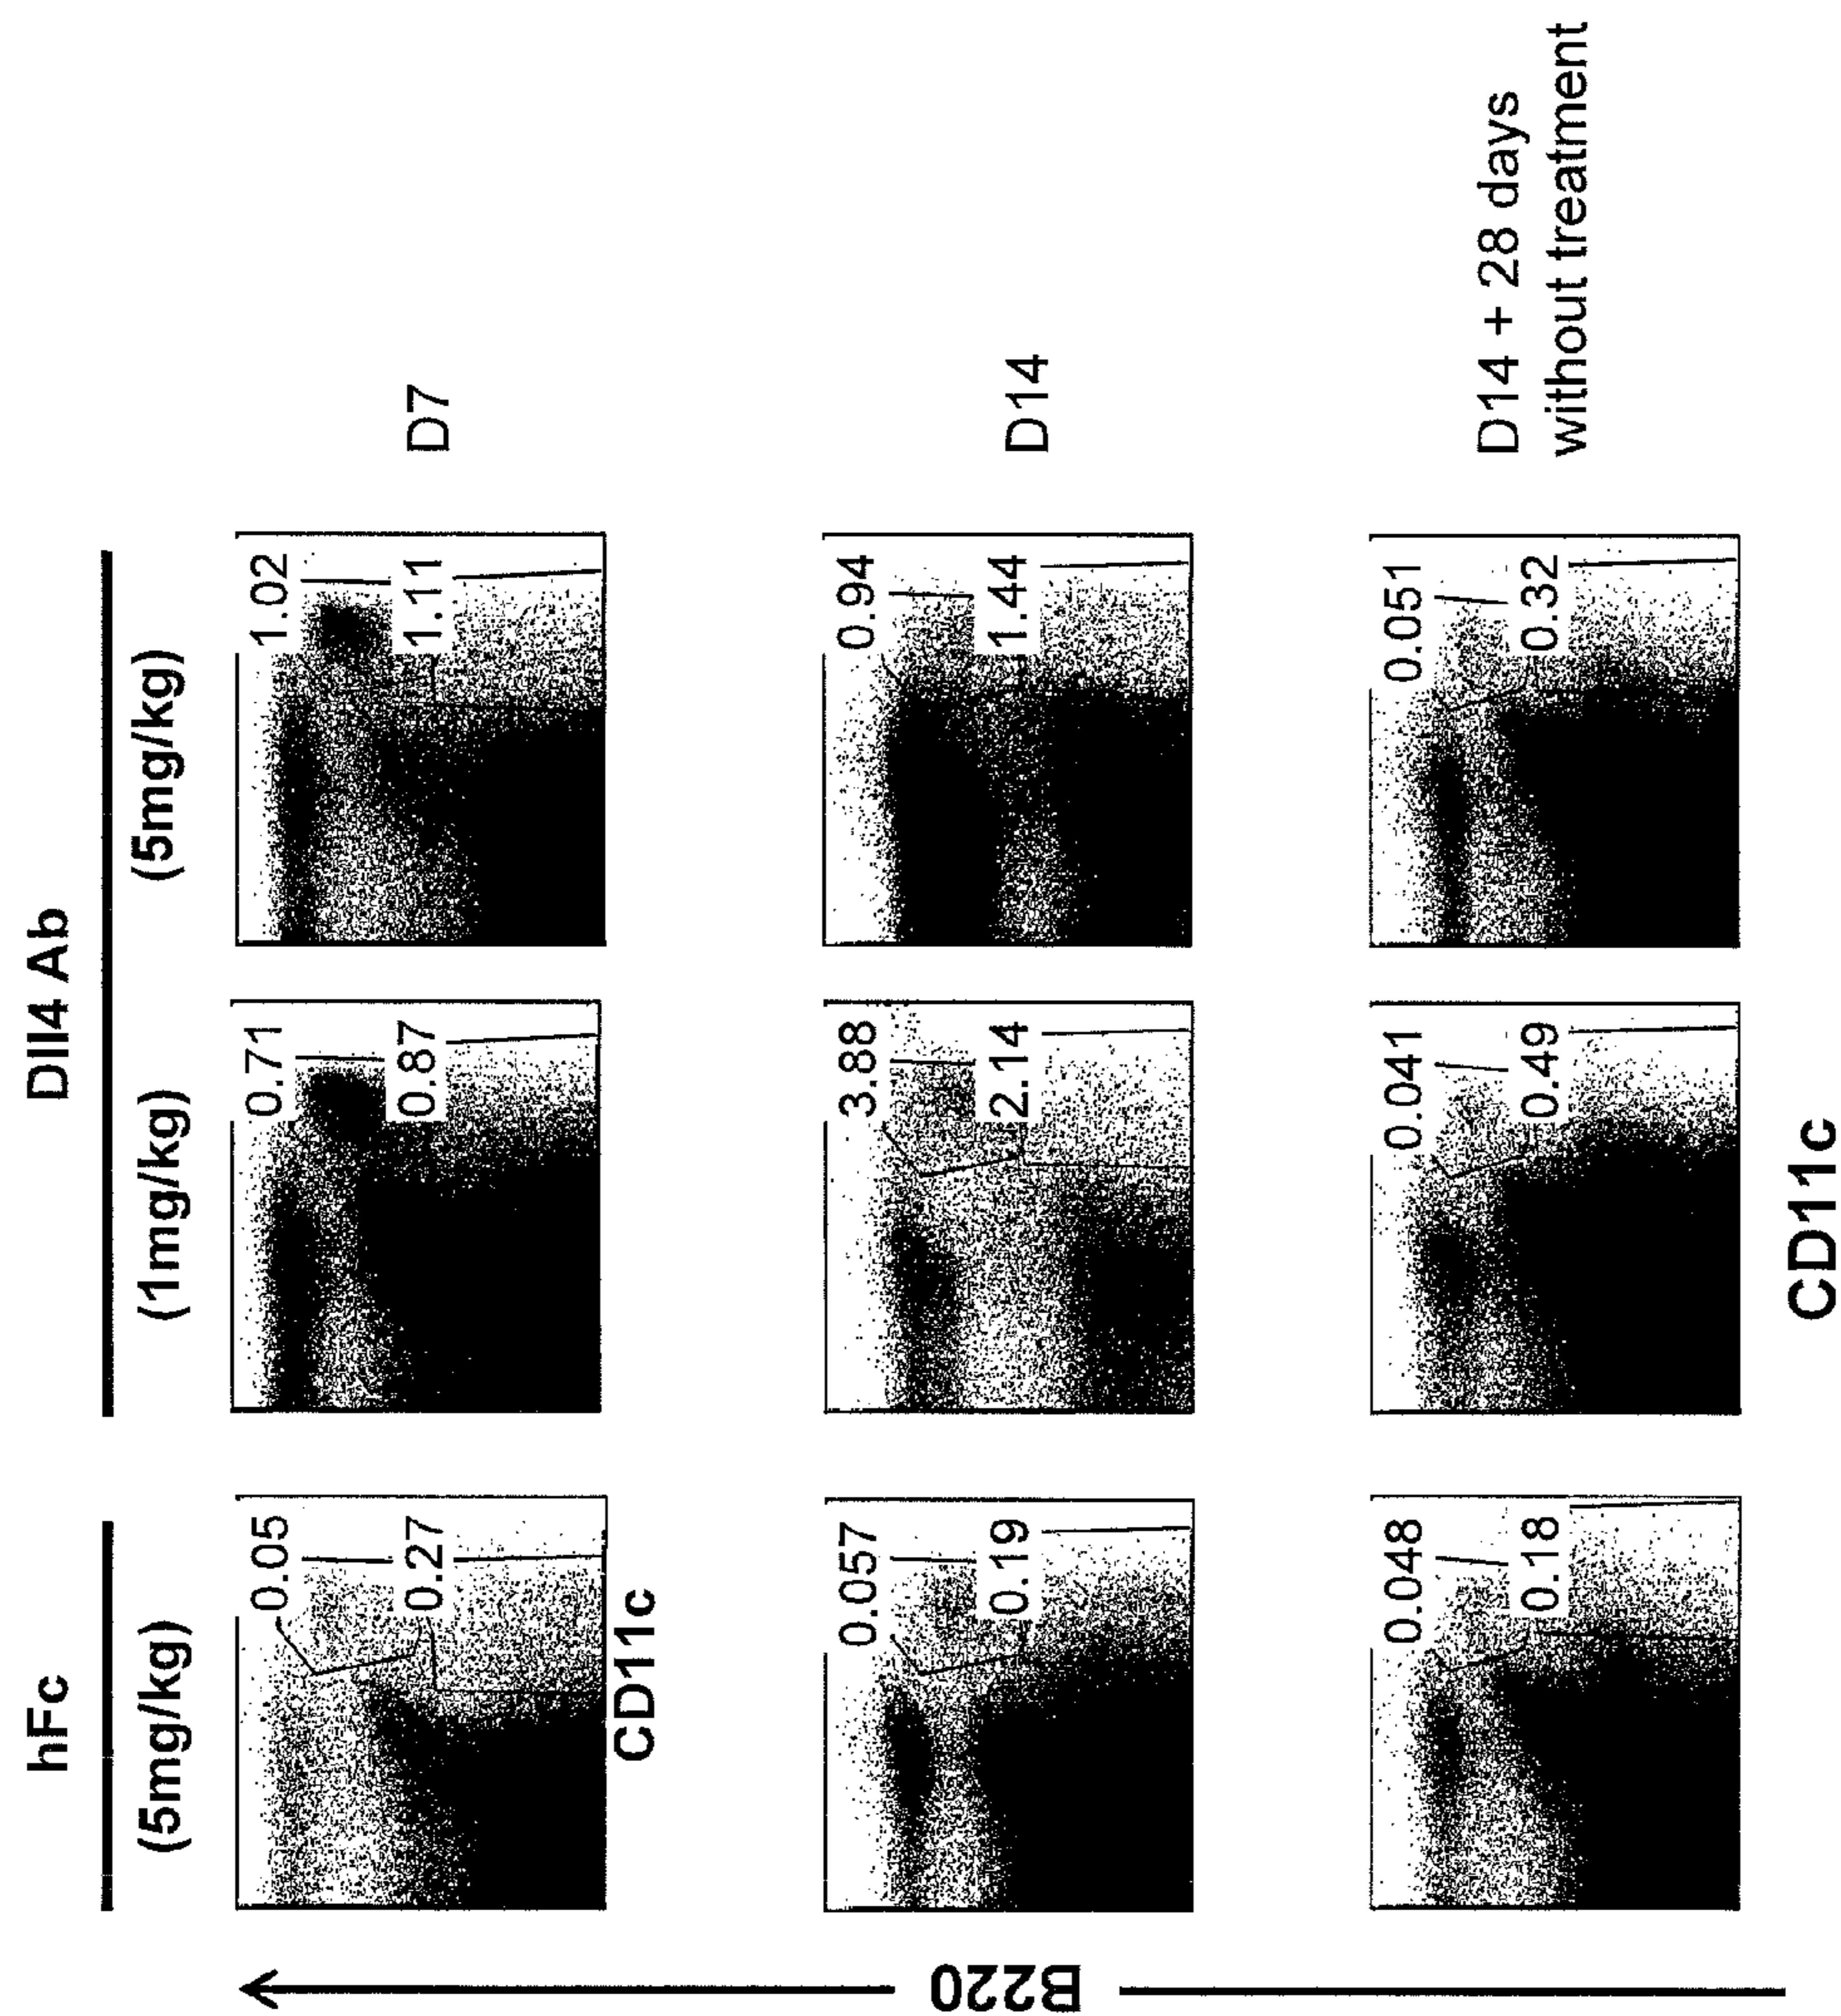 hFc
Dll4 Ab
(5mg/kg)
(1mg/kg)
(5mg/kg)
0.05
0.27
0.71
0.87
1.02
1.11
D7
CD11c
0.057
0.19
3.88
2.14
0.94
1.44
D14
0.048
0.18
0.041
0.49
0.051
0.32
D14 + 28 days
without treatment
B220
CD11c